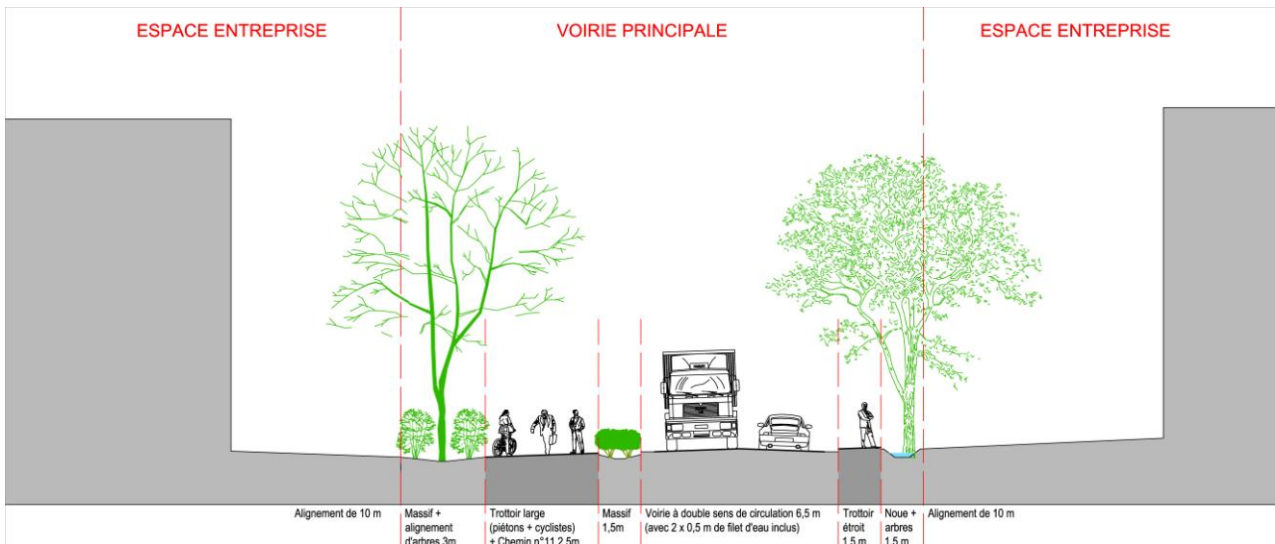 ESPACE ENTREPRISE
VOIRIE PRINCIPALE
ESPACE ENTREPRISE
Alignement de 10 m
Massif +
alignement
d'arbres 3m
Trottoir large
(piétons + cyclistes)
+ Chemin n°11 2,5m
Massif
1,5m
Voirie à double sens de circulation 6,5 m
(avec 2 x 0,5 m de filet d'eau inclus)
Trottoir
étroit
1,5 m
Noue +
arbres
1,5 m
Alignement de 10 m